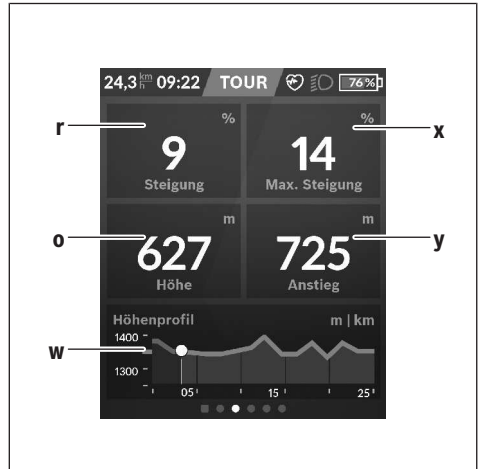 24,3 km/h 09:22 TOUR 76%
r % % x
9 14
Steigung Max. Steigung
o m m y
627 725
Höhe Anstieg
Höhenprofil m | km
1400
w
1300
05 15 25